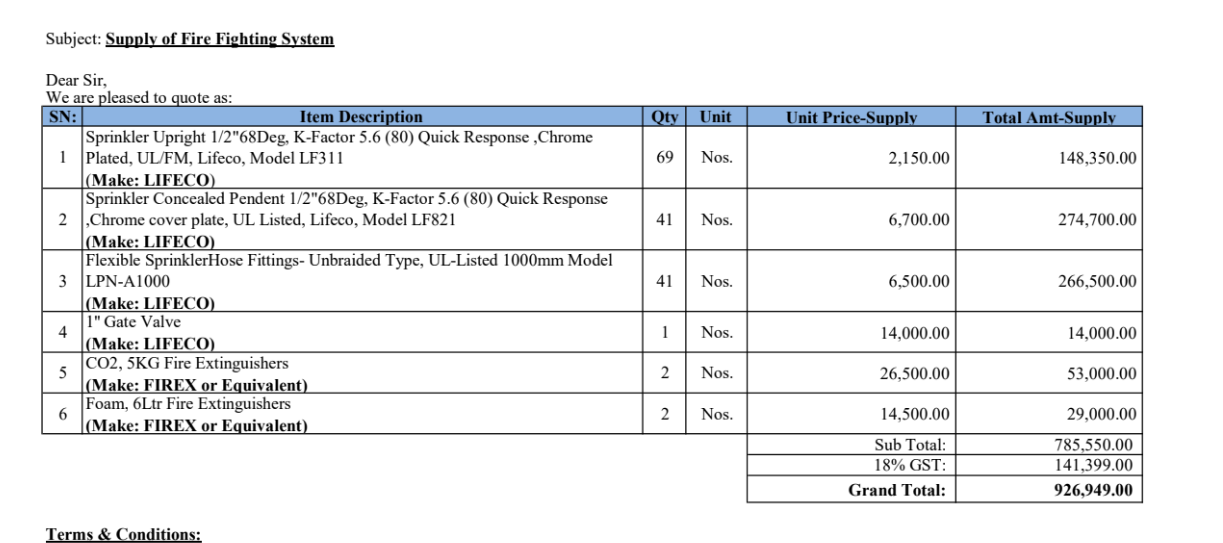 Subject: Supply of Fire Fighting System
Dear Sir,
We are pleased to quote as:
SN: Item Description Qty Unit Unit Price-Supply Total Amt-Supply
Sprinkler Upright 1/2"68Deg, K-Factor 5.6 (80) Quick Response ,Chrome
1 Plated, UL/FM, Lifeco, Model LF311 69 Nos. 2,150.00 148,350.00
(Make: LIFECO)
Sprinkler Concealed Pendent 1/2"68Deg, K-Factor 5.6 (80) Quick Response
2 ,Chrome cover plate, UL Listed, Lifeco, Model LF821 41 Nos. 6,700.00 274,700.00
(Make: LIFECO)
Flexible SprinklerHose Fittings- Unbraided Type, UL-Listed 1000mm Model
3 LPN-A1000 41 Nos. 6,500.00 266,500.00
(Make: LIFECO)
1" Gate Valve
4 1 Nos. 14,000.00 14,000.00
(Make: LIFECO)
CO2, 5KG Fire Extinguishers
5 2 Nos. 26,500.00 53,000.00
(Make: FIREX or Equivalent)
Foam, 6Ltr Fire Extinguishers
6 2 Nos. 14,500.00 29,000.00
(Make: FIREX or Equivalent)
Sub Total: 785,550.00
18% GST: 141,399.00
Grand Total: 926,949.00
Terms & Conditions: